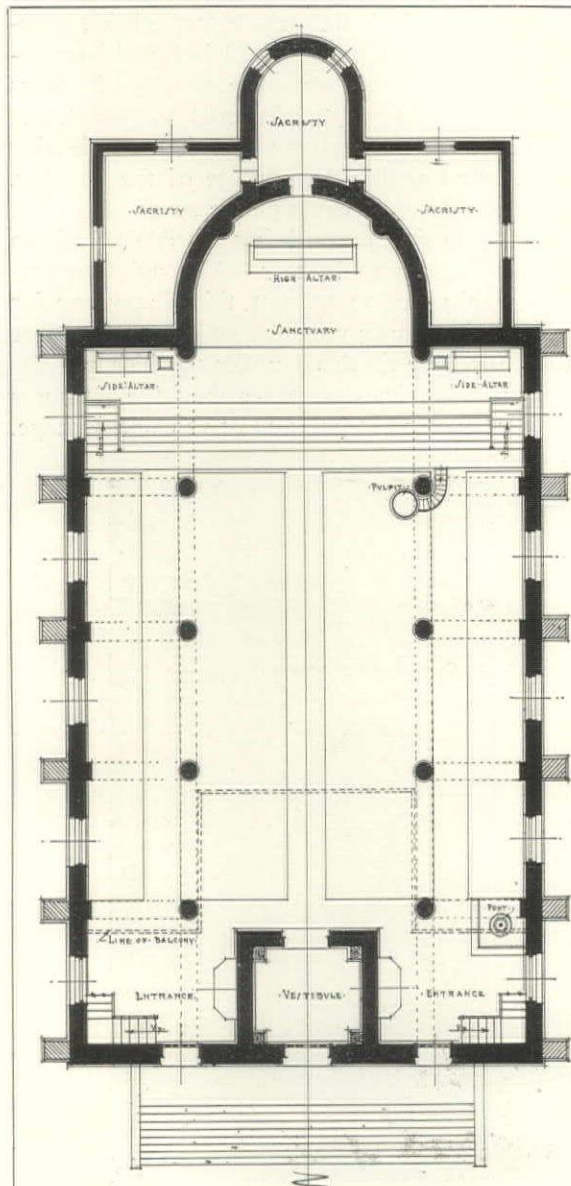 ·SACRISTY·
·SACRISTY·
·SACRISTY·
·HIGH·ALTAR·
·SANCTUARY·
·SIDE·ALTAR·
·SIDE·ALTAR·
·PULPIT·
·FONT·
LINE·OF·BALCONY
ENTRANCE
·VESTIBULE·
ENTRANCE